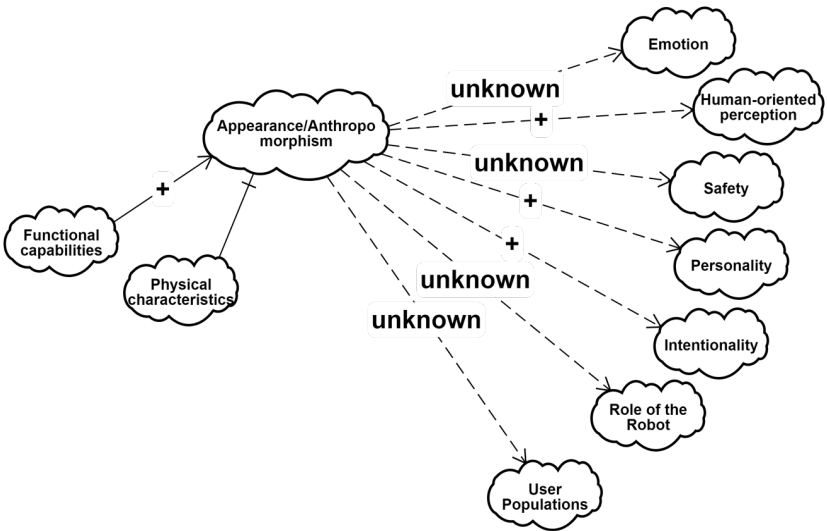 Emotion
unknown
Human-oriented
perception
+
Appearance/Anthropo
morphism
unknown
Safety
+
+
Functional
capabilities
+
Personality
Physical
characteristics
unknown
unknown
Intentionality
Role of the
Robot
User
Populations